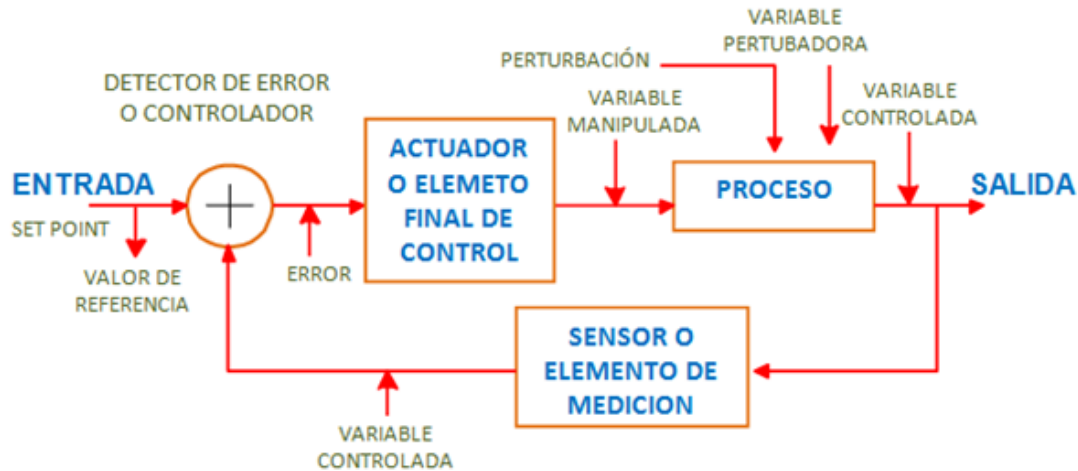 VARIABLE
PERTUBADORA
PERTURBACIÓN
DETECTOR DE ERROR
O CONTROLADOR
VARIABLE
MANIPULADA
VARIABLE
CONTROLADA
ACTUADOR
O ELEMETO
FINAL DE
CONTROL
PROCESO
ENTRADA
SALIDA
SET POINT
VALOR DE
REFERENCIA
ERROR
SENSOR O
ELEMENTO DE
MEDICION
VARIABLE
CONTROLADA